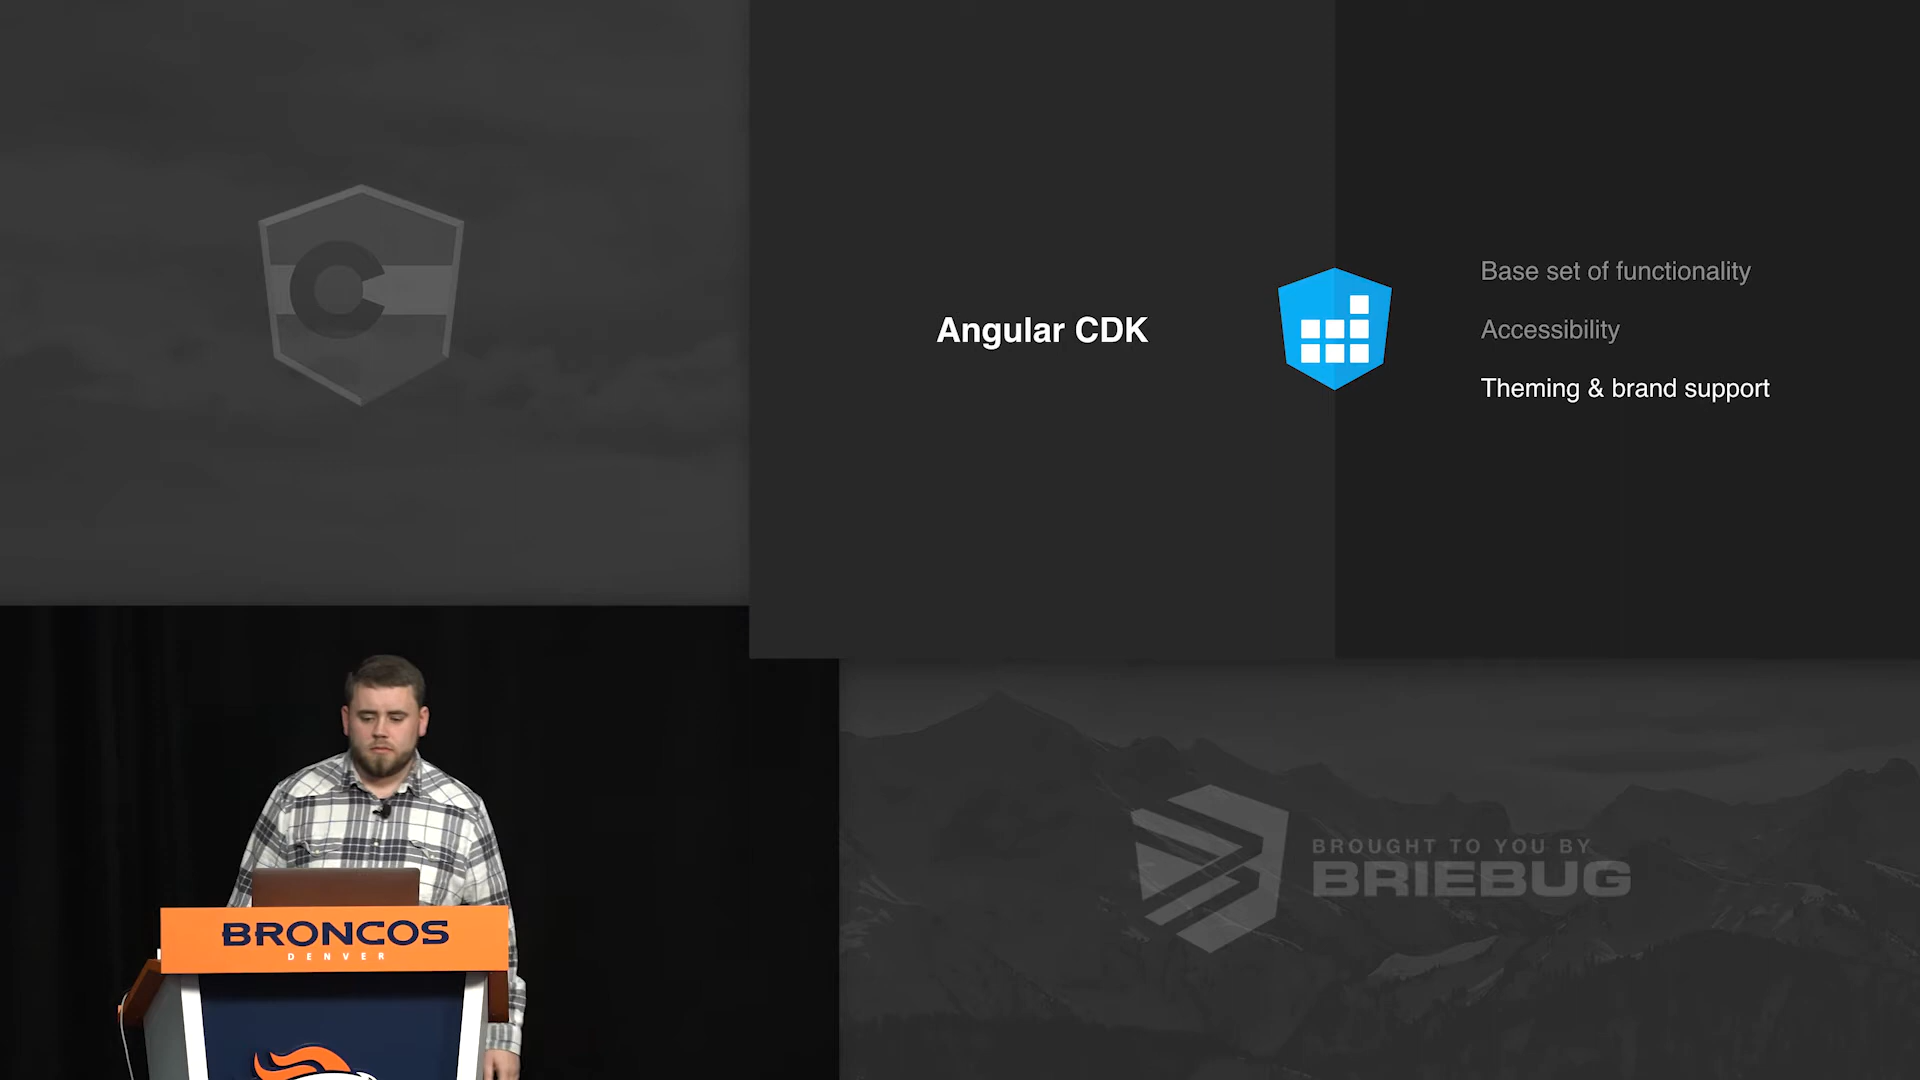 Angular CDK
Base set of functionality
Accessibility
Theming & brand support
BROUGHT TO YOU BY
BRIEBUG
BRONCOS
DENVER